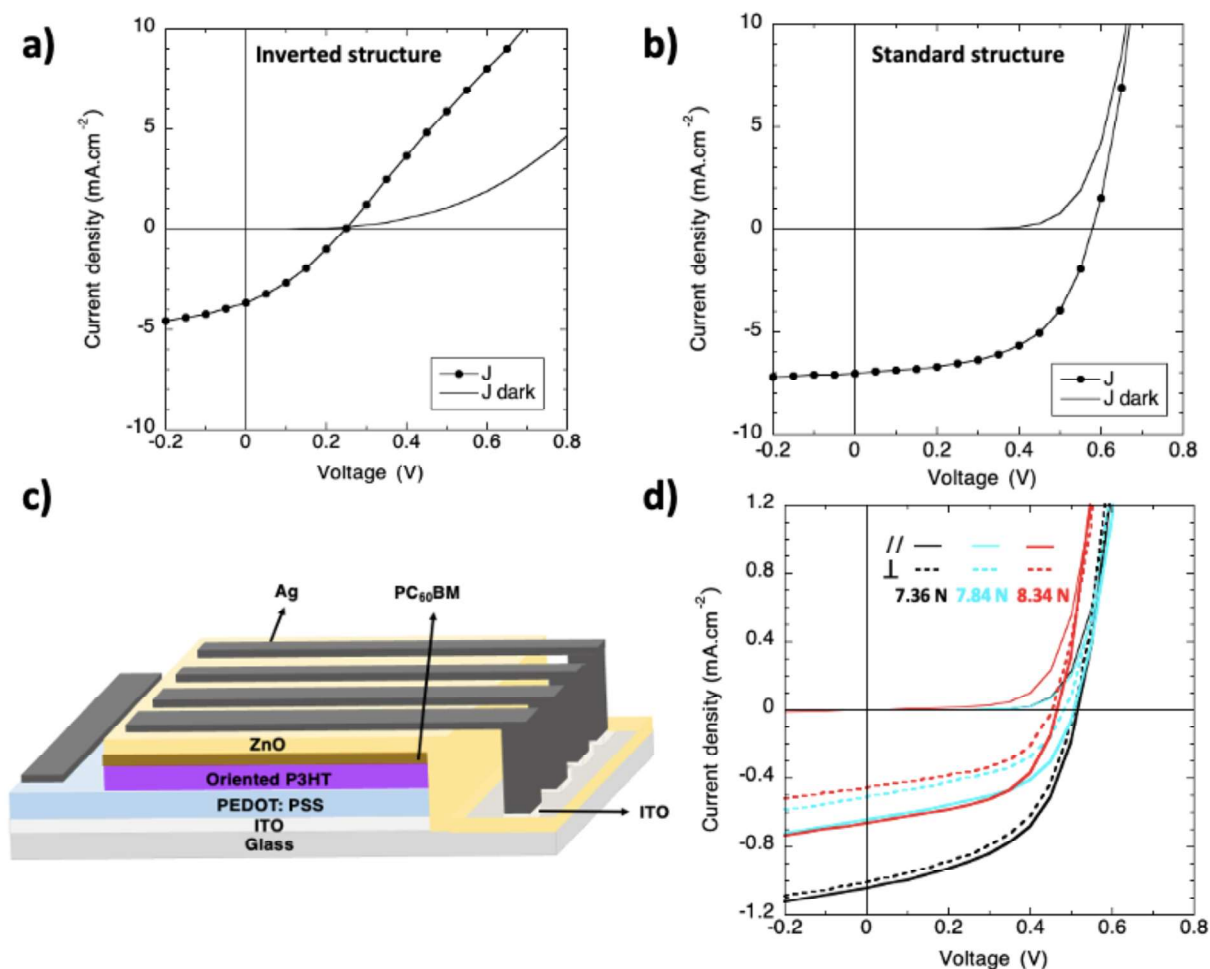 a)
Inverted structure
Current density (mA.cm-2)
10
5
0
-5
-10
-0.2
0
0.2
0.4
0.6
0.8
Voltage (V)
J
J dark
b)
Standard structure
Current density (mA.cm-2)
10
5
0
-5
-10
-0.2
0
0.2
0.4
0.6
0.8
Voltage (V)
J
J dark
c)
Ag
PC60BM
ZnO
Oriented P3HT
PEDOT: PSS
ITO
ITO
Glass
d)
Current density (mA.cm-2)
1.2
0.8
0.4
0
-0.4
-0.8
-1.2
-0.2
0
0.2
0.4
0.6
0.8
Voltage (V)
//
⊥
7.36 N 7.84 N 8.34 N